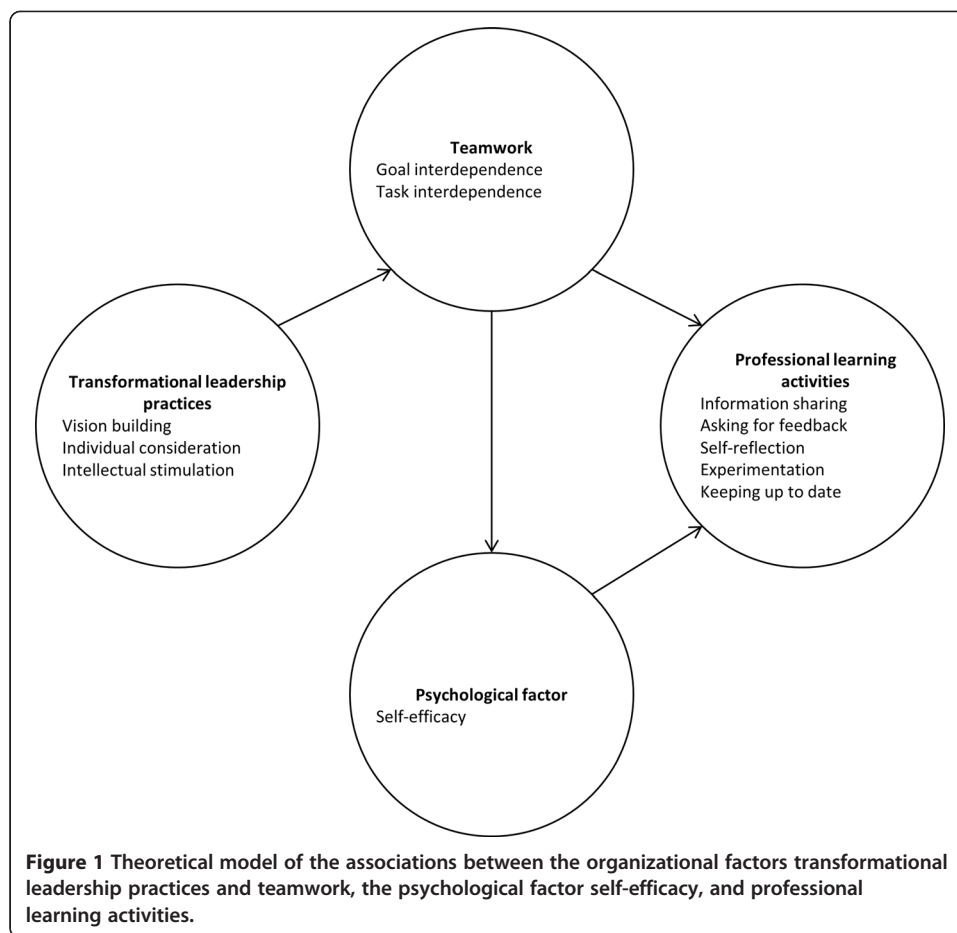 Teamwork
Goal interdependence
Task interdependence
Transformational leadership
practices
Vision building
Individual consideration
Intellectual stimulation
Professional learning
activities
Information sharing
Asking for feedback
Self-reflection
Experimentation
Keeping up to date
Psychological factor
Self-efficacy
Figure 1 Theoretical model of the associations between the organizational factors transformational
leadership practices and teamwork, the psychological factor self-efficacy, and professional
learning activities.